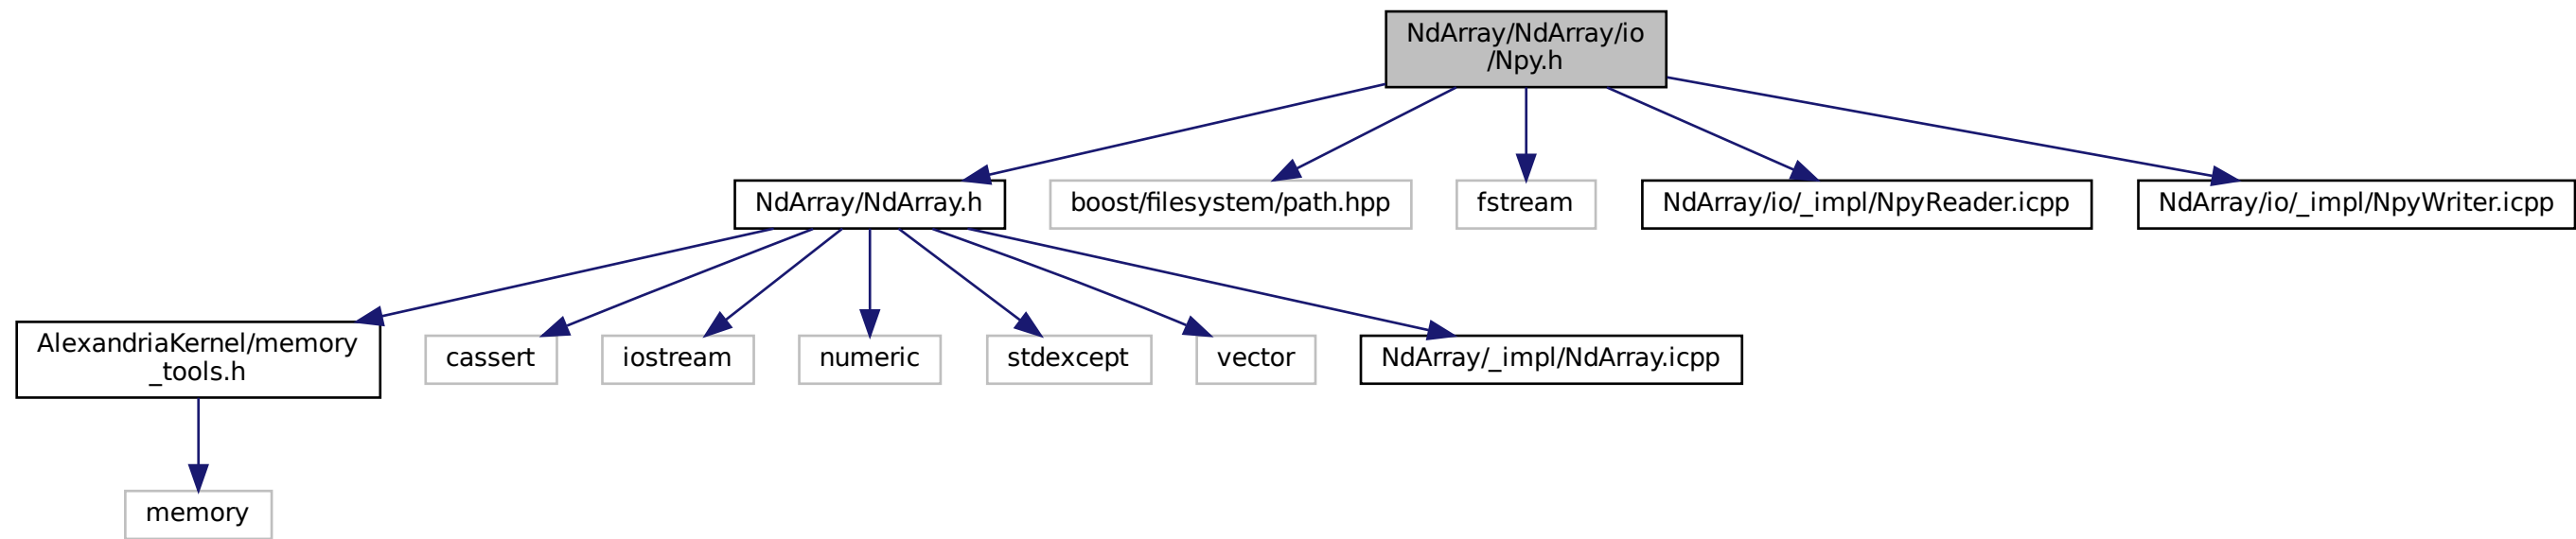 NdArray/NdArray/io
/Npy.h
NdArray/NdArray.h
boost/filesystem/path.hpp
fstream
NdArray/io/_impl/NpyReader.icpp
NdArray/io/_impl/NpyWriter.icpp
AlexandriaKernel/memory
_tools.h
cassert
iostream
numeric
stdexcept
vector
NdArray/_impl/NdArray.icpp
memory